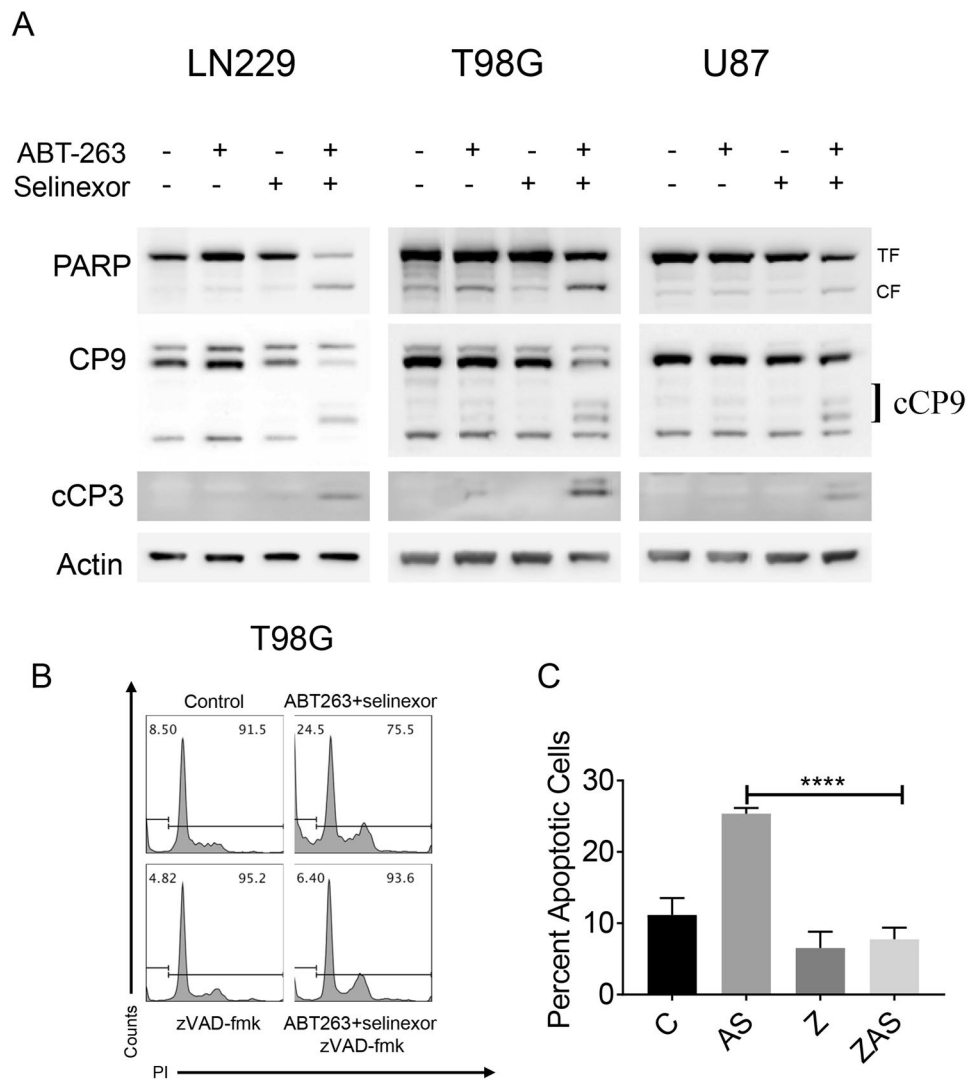 A
LN229 T98G U87
ABT-263 - + - + - + - + - + - +
Selinexor - - + + - - + + - - + +
PARP TF
CF
CP9
cCP9
cCP3
Actin
T98G
B
Control ABT263+selinexor
8.50 91.5 24.5 75.5
4.82 95.2 6.40 93.6
zVAD-fmk ABT263+selinexor
zVAD-fmk
Counts
PI
C
Percent Apoptotic Cells
30
20
10
0
****
C AS Z ZAS